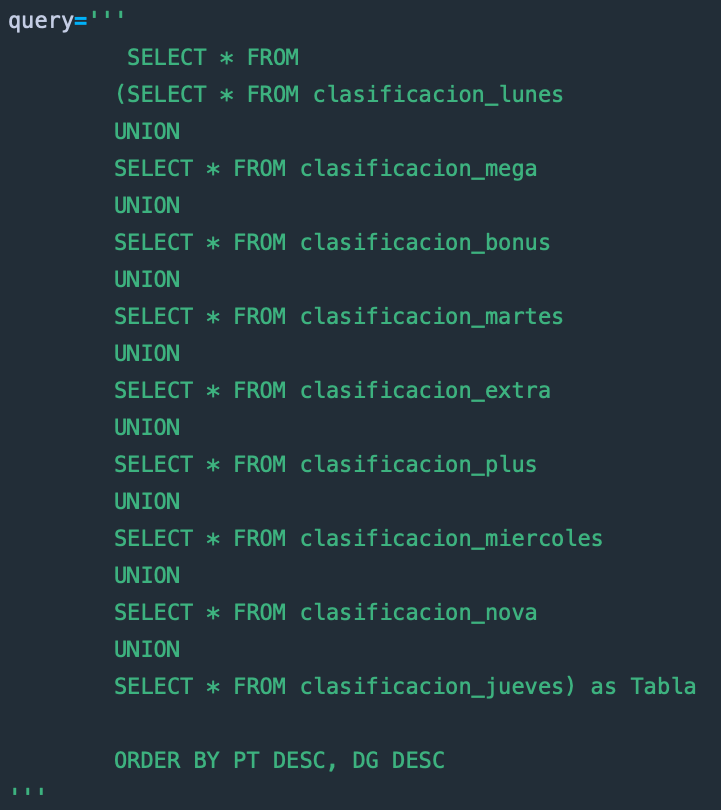 query='''
SELECT * FROM
(SELECT * FROM clasificacion_lunes
UNION
SELECT * FROM clasificacion_mega
UNION
SELECT * FROM clasificacion_bonus
UNION
SELECT * FROM clasificacion_martes
UNION
SELECT * FROM clasificacion_extra
UNION
SELECT * FROM clasificacion_plus
UNION
SELECT * FROM clasificacion_miercoles
UNION
SELECT * FROM clasificacion_nova
UNION
SELECT * FROM clasificacion_jueves) as Tabla
ORDER BY PT DESC, DG DESC
'''